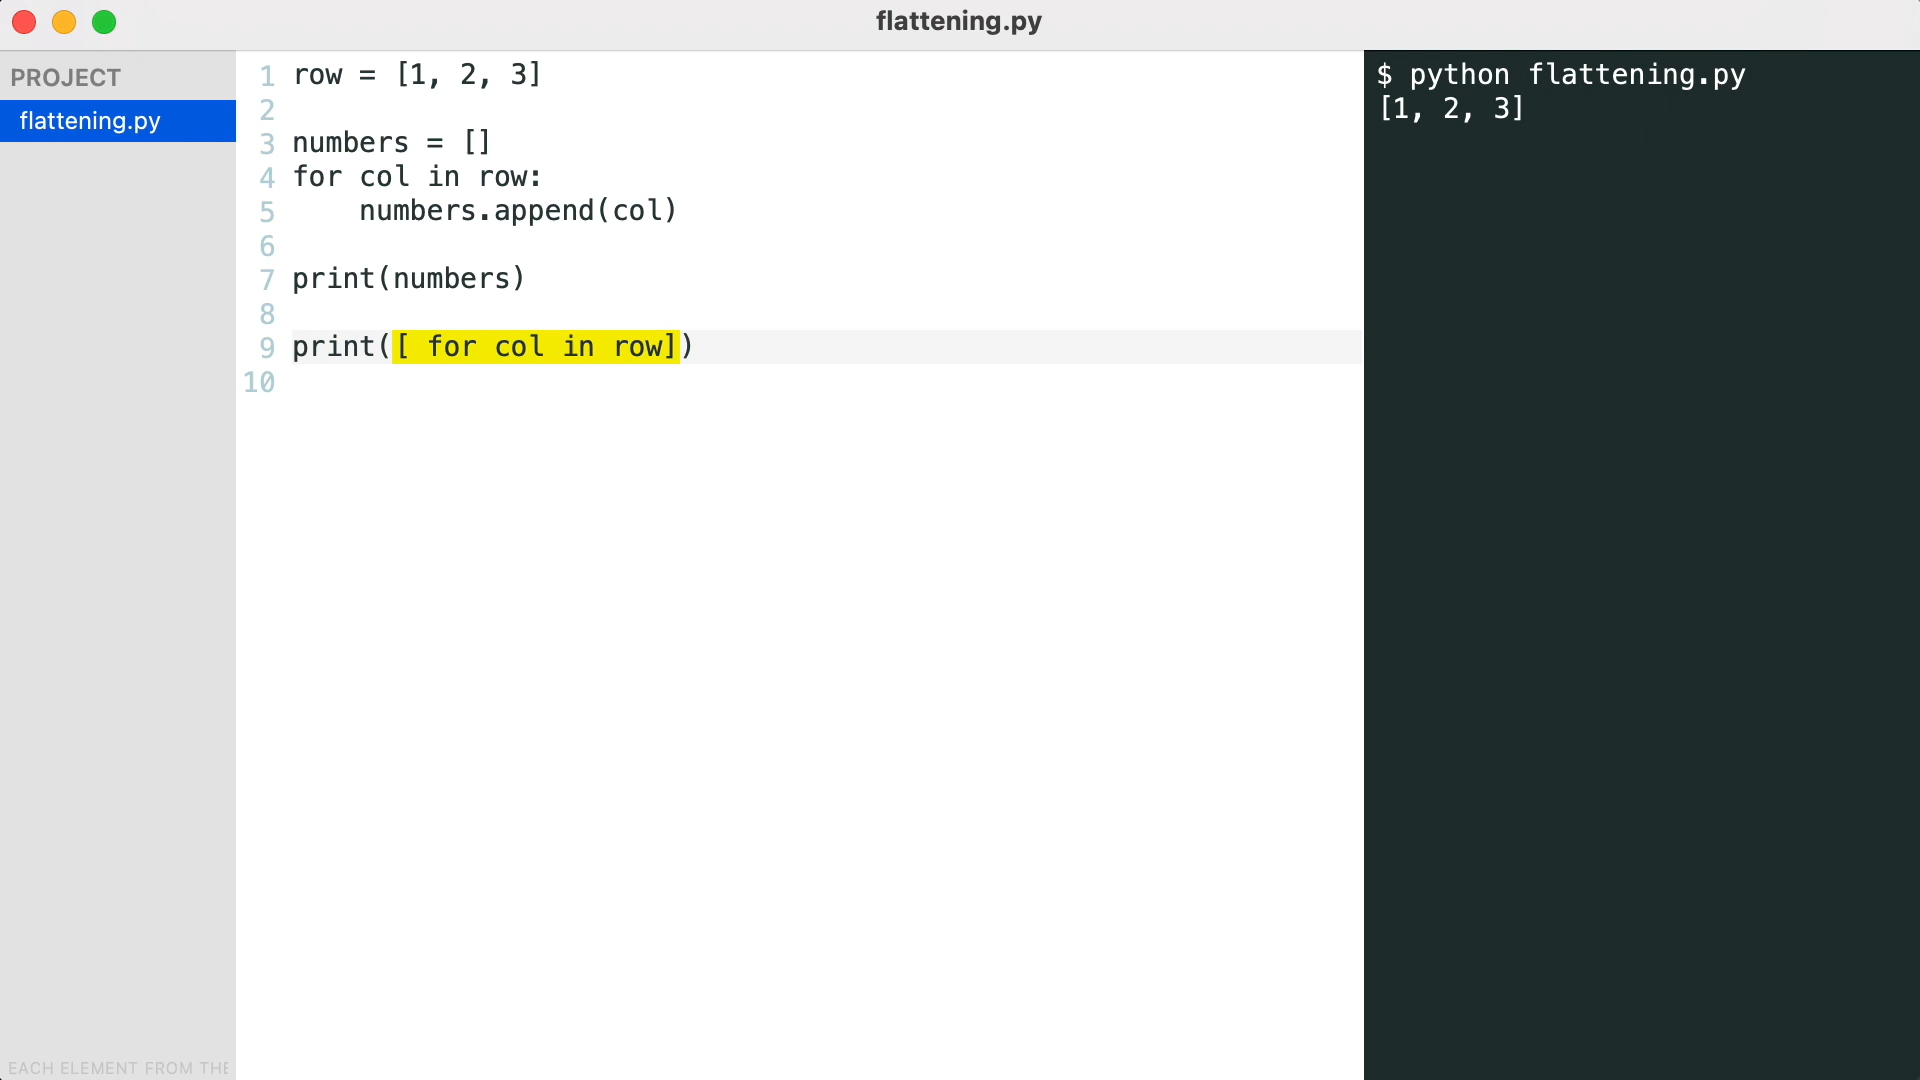 flattening.py
PROJECT
flattening.py
1 row = [1, 2, 3]
2
3 numbers = []
4 for col in row:
5     numbers.append(col)
6
7 print(numbers)
8
9 print([ for col in row])
10
$ python flattening.py
[1, 2, 3]
EACH ELEMENT FROM THE